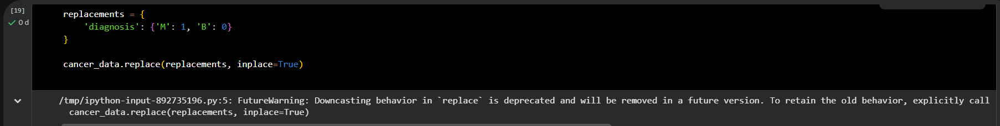 [19]
0 d
replacements = {
    'diagnosis': {'M': 1, 'B': 0}
}
cancer_data.replace(replacements, inplace=True)
/tmp/ipython-input-892735196.py:5: FutureWarning: Downcasting behavior in `replace` is deprecated and will be removed in a future version. To retain the old behavior, explicitly call
  cancer_data.replace(replacements, inplace=True)